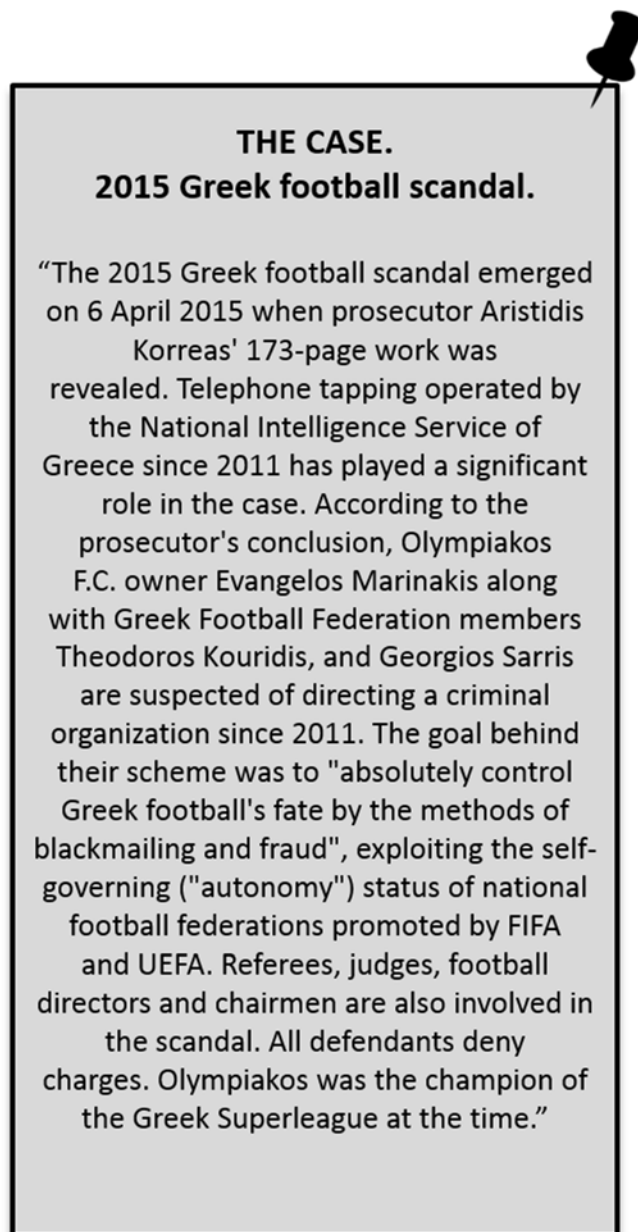 THE CASE.
2015 Greek football scandal.
“The 2015 Greek football scandal emerged
on 6 April 2015 when prosecutor Aristidis
Korreas' 173-page work was
revealed. Telephone tapping operated by
the National Intelligence Service of
Greece since 2011 has played a significant
role in the case. According to the
prosecutor's conclusion, Olympiakos
F.C. owner Evangelos Marinakis along
with Greek Football Federation members
Theodoros Kouridis, and Georgios Sarris
are suspected of directing a criminal
organization since 2011. The goal behind
their scheme was to "absolutely control
Greek football's fate by the methods of
blackmailing and fraud", exploiting the self-
governing ("autonomy") status of national
football federations promoted by FIFA
and UEFA. Referees, judges, football
directors and chairmen are also involved in
the scandal. All defendants deny
charges. Olympiakos was the champion of
the Greek Superleague at the time.”